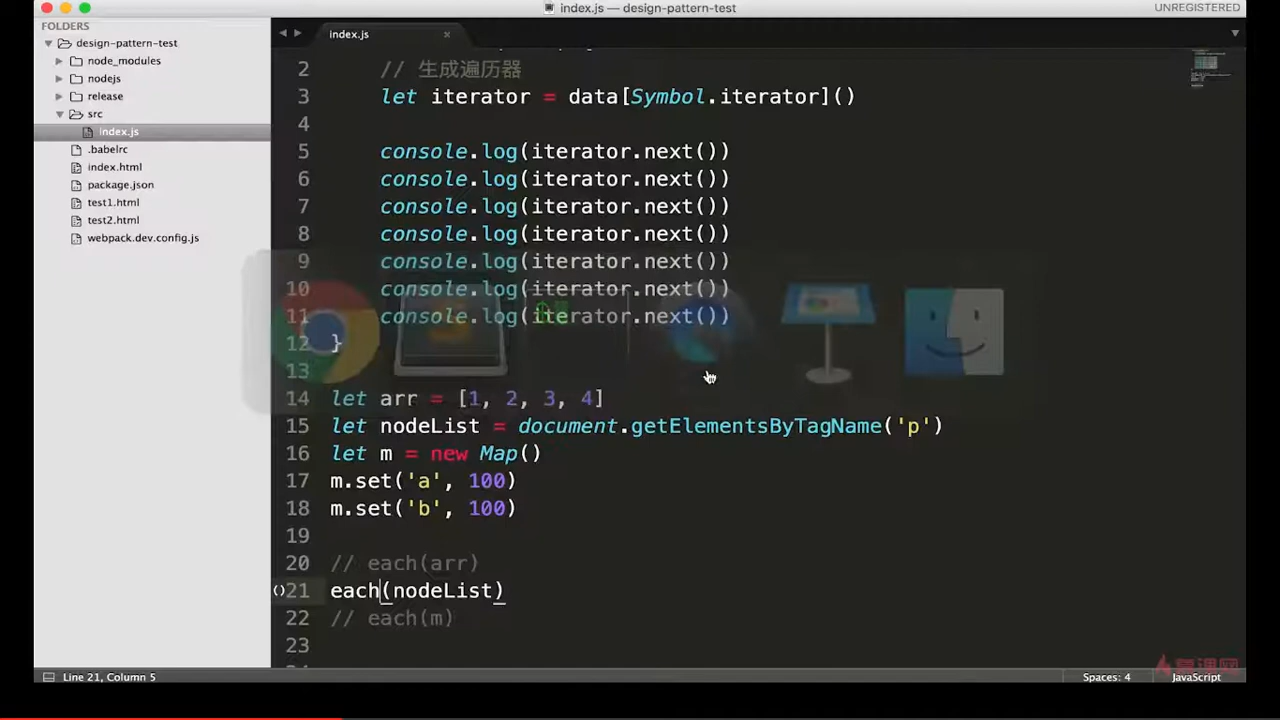 index.js — design-pattern-test
UNREGISTERED
FOLDERS
design-pattern-test
node_modules
nodejs
release
src
index.js
.babelrc
index.html
package.json
test1.html
test2.html
webpack.dev.config.js
index.js
2 // 生成遍历器
3 let iterator = data[Symbol.iterator]()
4
5 console.log(iterator.next())
6 console.log(iterator.next())
7 console.log(iterator.next())
8 console.log(iterator.next())
9 console.log(iterator.next())
10 console.log(iterator.next())
11 console.log(iterator.next())
12 }
13
14 let arr = [1, 2, 3, 4]
15 let nodeList = document.getElementsByTagName('p')
16 let m = new Map()
17 m.set('a', 100)
18 m.set('b', 100)
19
20 // each(arr)
21 each(nodeList)
22 // each(m)
23
慕课网
Line 21, Column 5
Spaces: 4
JavaScript